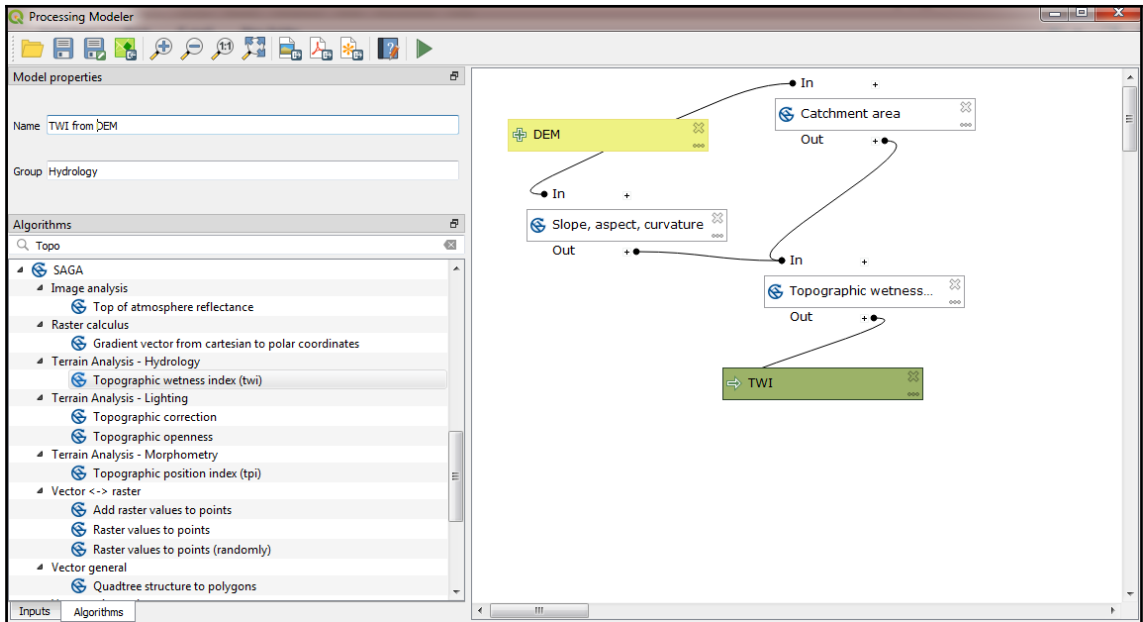 Processing Modeler
1:1
Model properties
Name TWI from DEM
Group Hydrology
Algorithms
Topo
SAGA
Image analysis
Top of atmosphere reflectance
Raster calculus
Gradient vector from cartesian to polar coordinates
Terrain Analysis - Hydrology
Topographic wetness index (twi)
Terrain Analysis - Lighting
Topographic correction
Topographic openness
Terrain Analysis - Morphometry
Topographic position index (tpi)
Vector <-> raster
Add raster values to points
Raster values to points
Raster values to points (randomly)
Vector general
Quadtree structure to polygons
Inputs Algorithms
In +
Catchment area
Out +
DEM
In +
Slope, aspect, curvature
Out +
In +
Topographic wetness...
Out +
TWI